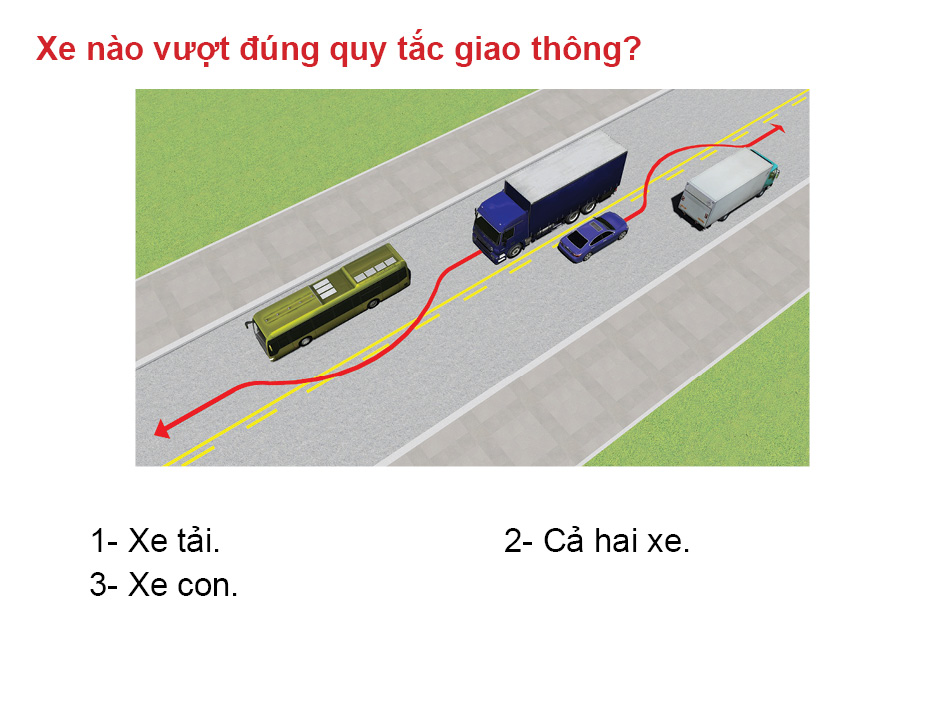 Xe nào vượt đúng quy tắc giao thông?
1- Xe tải. 2- Cả hai xe.
3- Xe con.